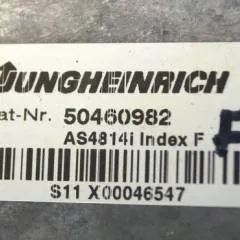 JUNGHEINRICH
at-Nr. 50460982
AS4814i Index F
S11 X00046547